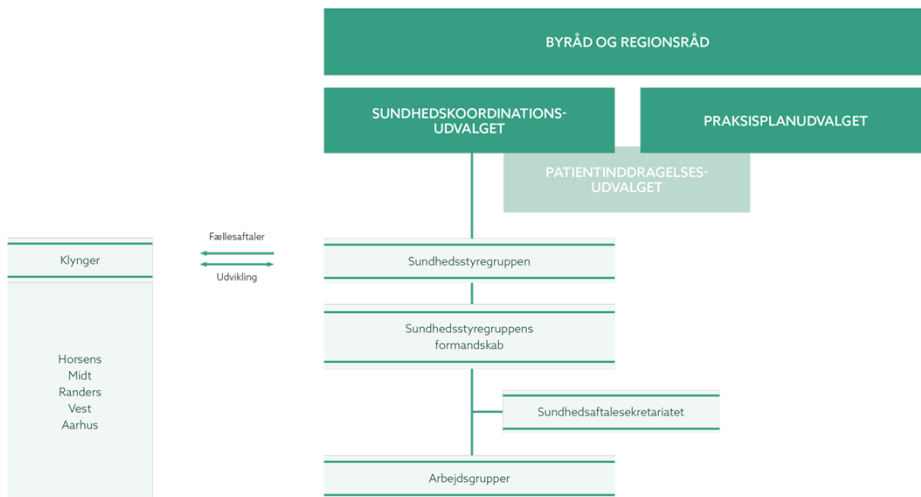 BYRÅD OG REGIONSRÅD
SUNDHEDSKOORDINATIONS-
UDVALGET
PRAKSISPLANUDVALGET
PATIENTINDDRAGELSES-
UDVALGET
Fællesaftaler
Udvikling
Klynger
Horsens
Midt
Randers
Vest
Aarhus
Sundhedsstyregruppen
Sundhedsstyregruppens
formandskab
Sundhedsaftalesekretariatet
Arbejdsgrupper